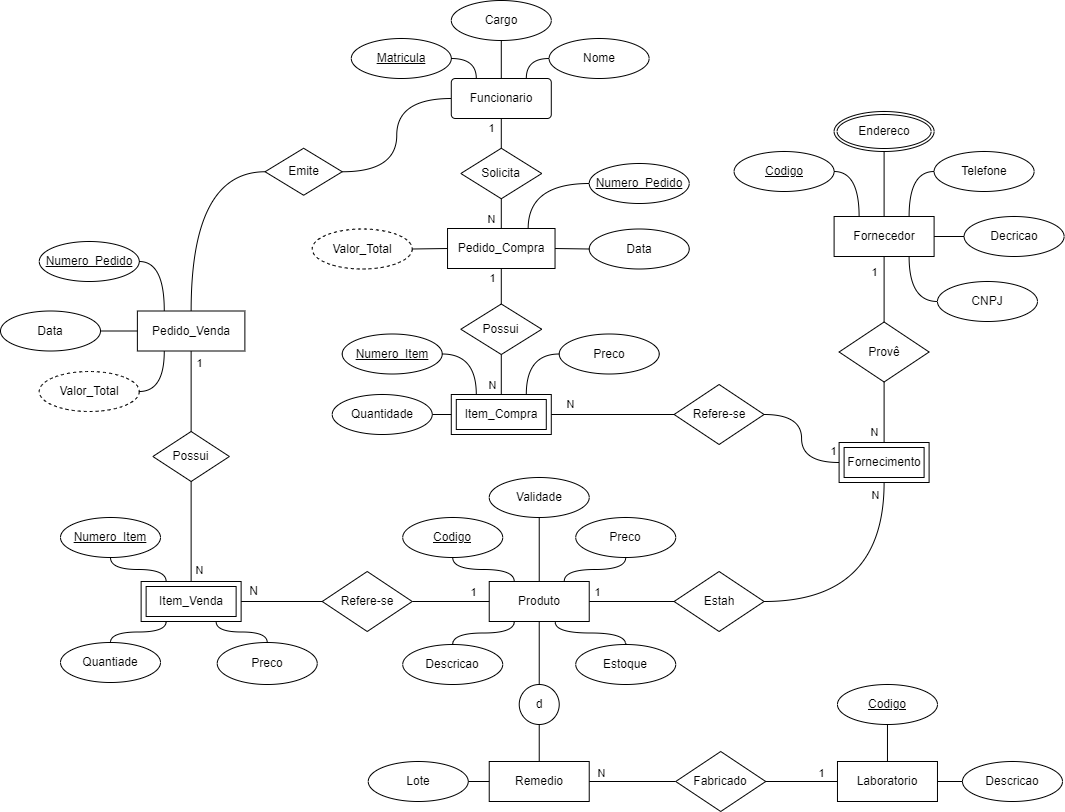 Cargo
Matricula
Nome
Funcionario
1
Endereco
Emite
Solicita
Codigo
Telefone
Numero_Pedido
N
Fornecedor
Decricao
Valor_Total
Pedido_Compra
Data
Numero_Pedido
1
1
CNPJ
Data
Pedido_Venda
Possui
Provê
1
Numero_Item
Preco
Valor_Total
N
N
Quantidade
Item_Compra
N
Refere-se
N
1
Possui
Fornecimento
Validade
N
Numero_Item
Codigo
Preco
N
Item_Venda
N
Refere-se
1
Produto
1
Estah
Quantiade
Preco
Descricao
Estoque
d
Codigo
Lote
Remedio
N
Fabricado
1
Laboratorio
Descricao